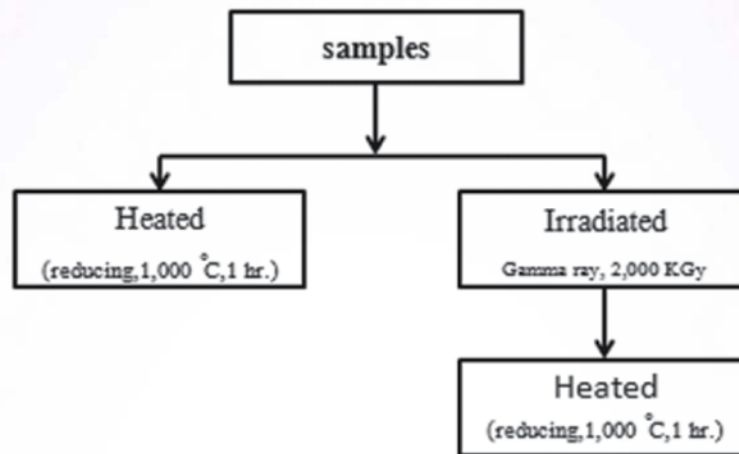 samples
Heated
(reducing,1,000 °C,1 hr.)
Irradiated
Gamma ray, 2,000 KGy
Heated
(reducing,1,000 °C,1 hr.)